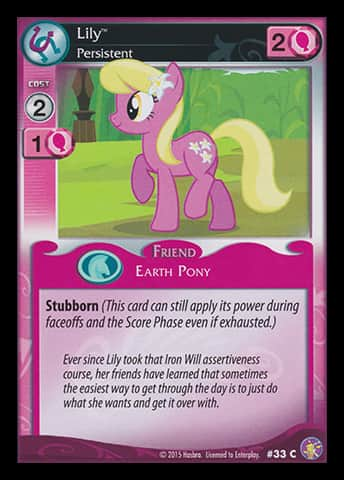 Lily™
Persistent
2
COST
2
1
FRIEND
EARTH PONY
Stubborn (This card can still apply its power during
faceoffs and the Score Phase even if exhausted.)
Ever since Lily took that Iron Will assertiveness
course, her friends have learned that sometimes
the easiest way to get through the day is to just do
what she wants and get it over with.
© 2015 Hasbro. Licensed to Enterplay. #33 C